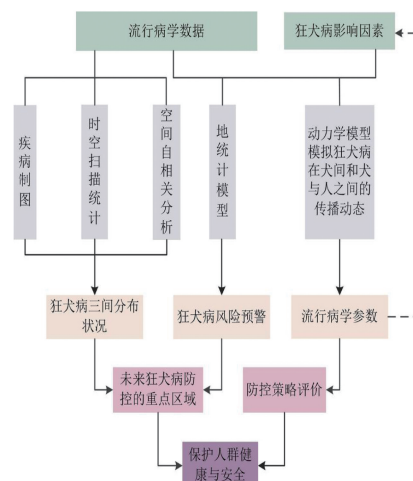 流行病学数据
狂犬病影响因素
疾病制图
时空扫描统计
空间自相关分析
地统计模型
动力学模型
模拟狂犬病
在犬间和犬
与人之间的
传播动态
狂犬病三间分布
状况
狂犬病风险预警
流行病学参数
未来狂犬病防
控的重点区域
防控策略评价
保护人群健
康与安全